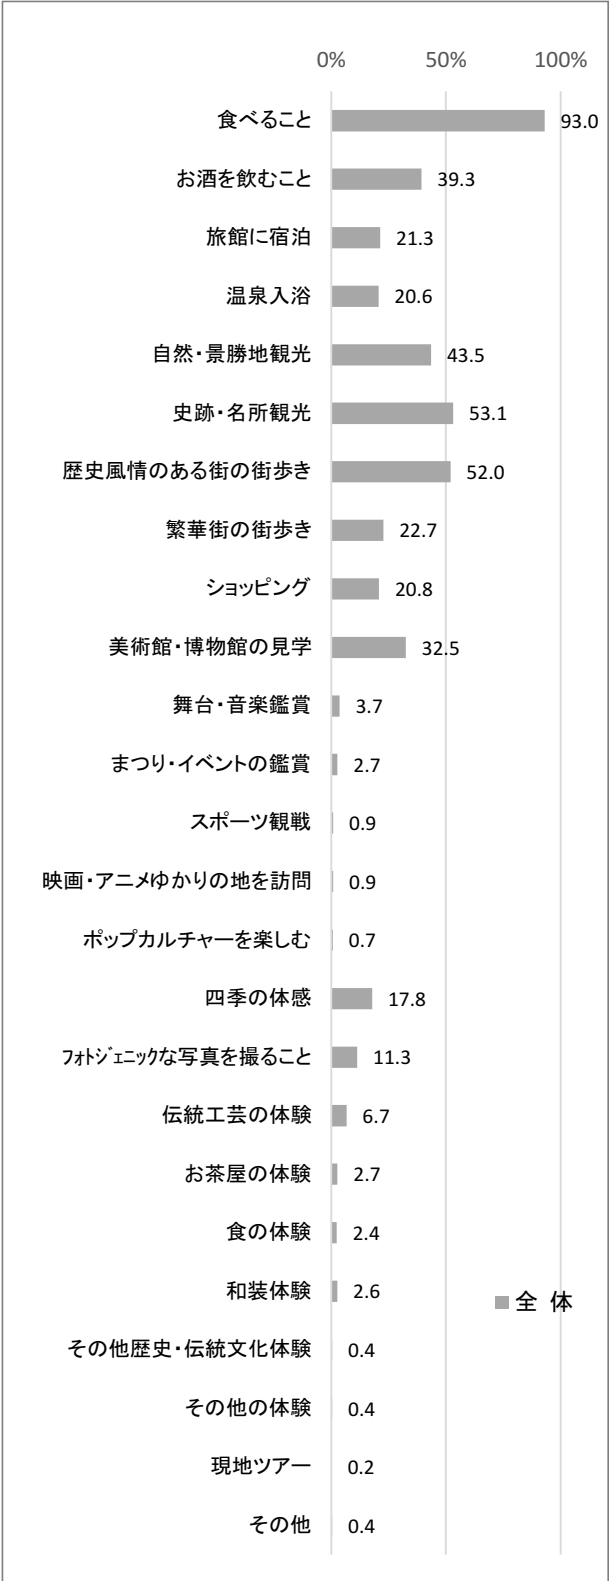 0% 50% 100%
食べること 93.0
お酒を飲むこと 39.3
旅館に宿泊 21.3
温泉入浴 20.6
自然・景勝地観光 43.5
史跡・名所観光 53.1
歴史風情のある街の街歩き 52.0
繁華街の街歩き 22.7
ショッピング 20.8
美術館・博物館の見学 32.5
舞台・音楽鑑賞 3.7
まつり・イベントの鑑賞 2.7
スポーツ観戦 0.9
映画・アニメゆかりの地を訪問 0.9
ポップカルチャーを楽しむ 0.7
四季の体感 17.8
ﾌｫﾄｼﾞｪﾆｯｸな写真を撮ること 11.3
伝統工芸の体験 6.7
お茶屋の体験 2.7
食の体験 2.4
和装体験 2.6
全 体
その他歴史・伝統文化体験 0.4
その他の体験 0.4
現地ツアー 0.2
その他 0.4